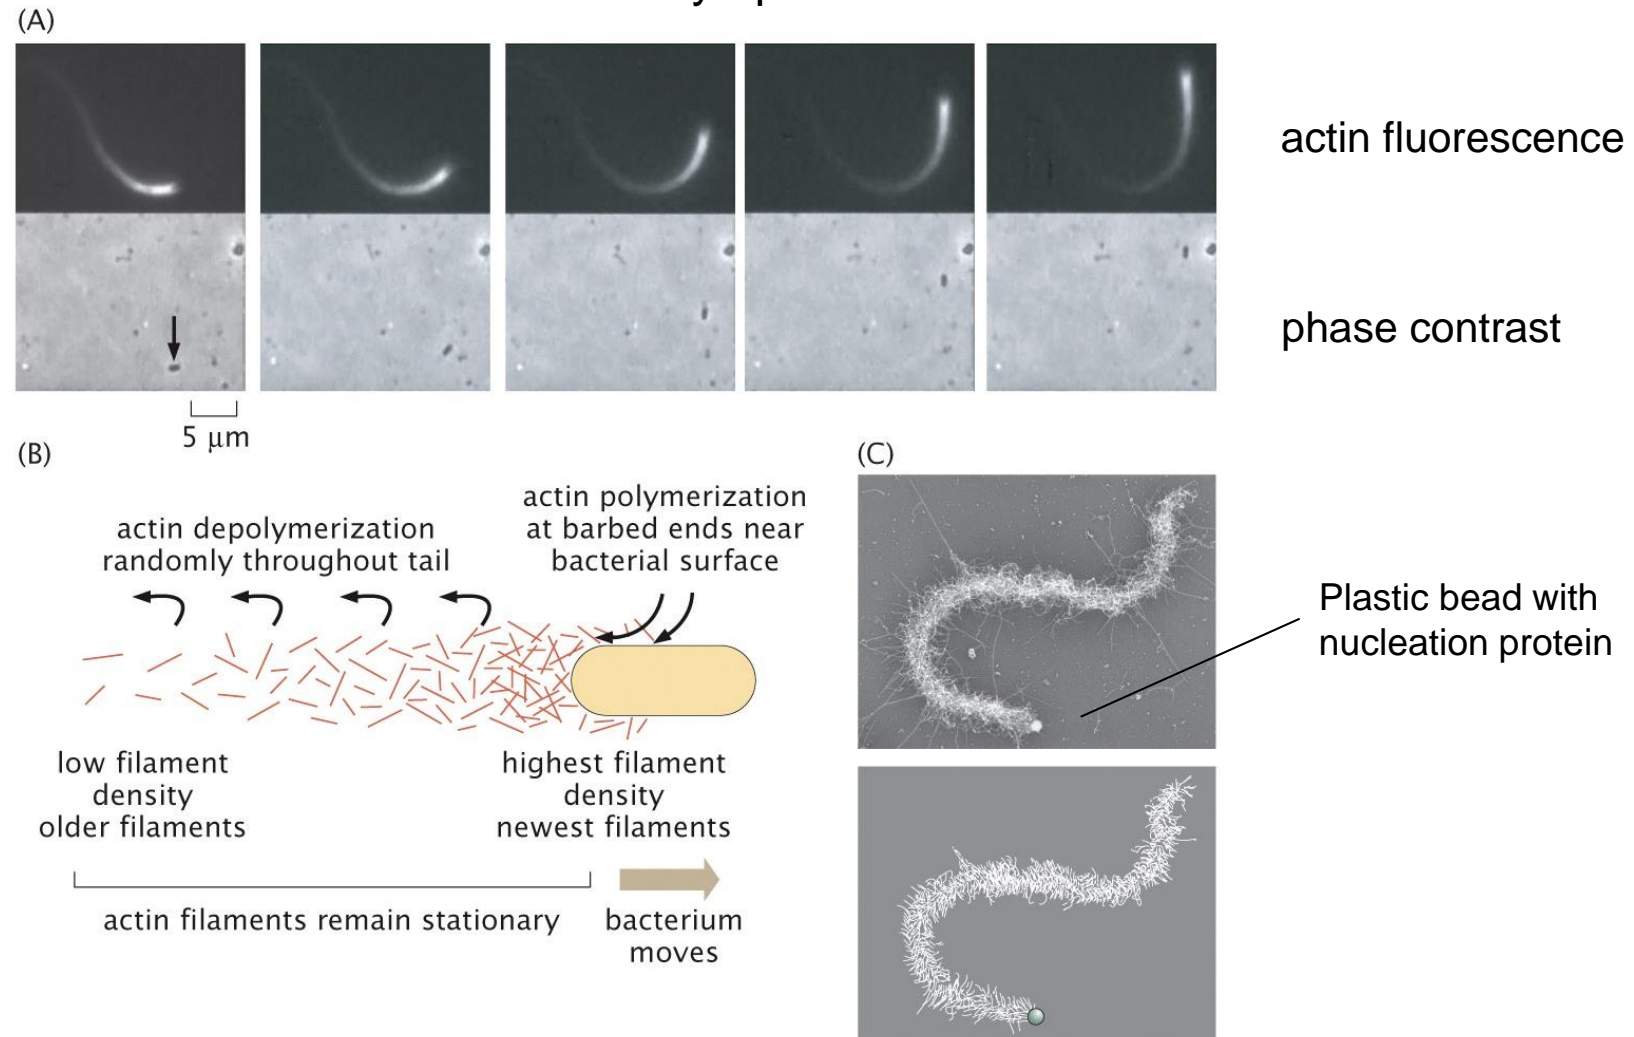 (A)
actin fluorescence
phase contrast
5 μm
(B)
actin depolymerization
randomly throughout tail
actin polymerization
at barbed ends near
bacterial surface
low filament
density
older filaments
highest filament
density
newest filaments
actin filaments remain stationary
bacterium
moves
(C)
Plastic bead with
nucleation protein